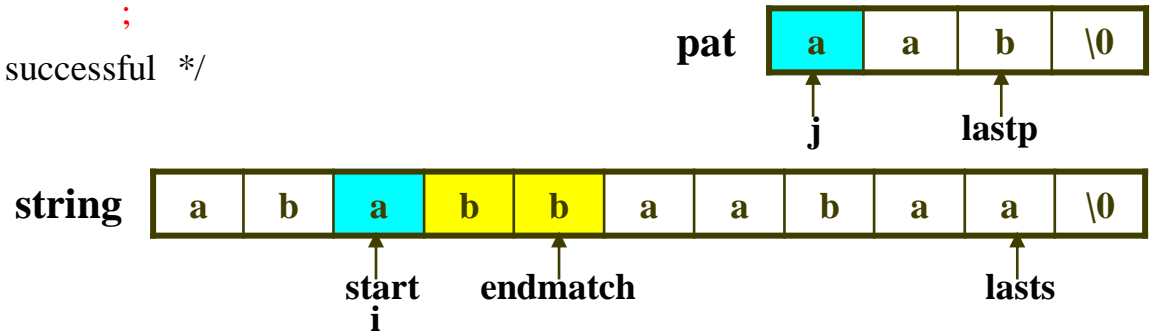 ;
successful */
pat a a b \0
j lastp
string a b a b b a a b a a \0
start endmatch lasts
i